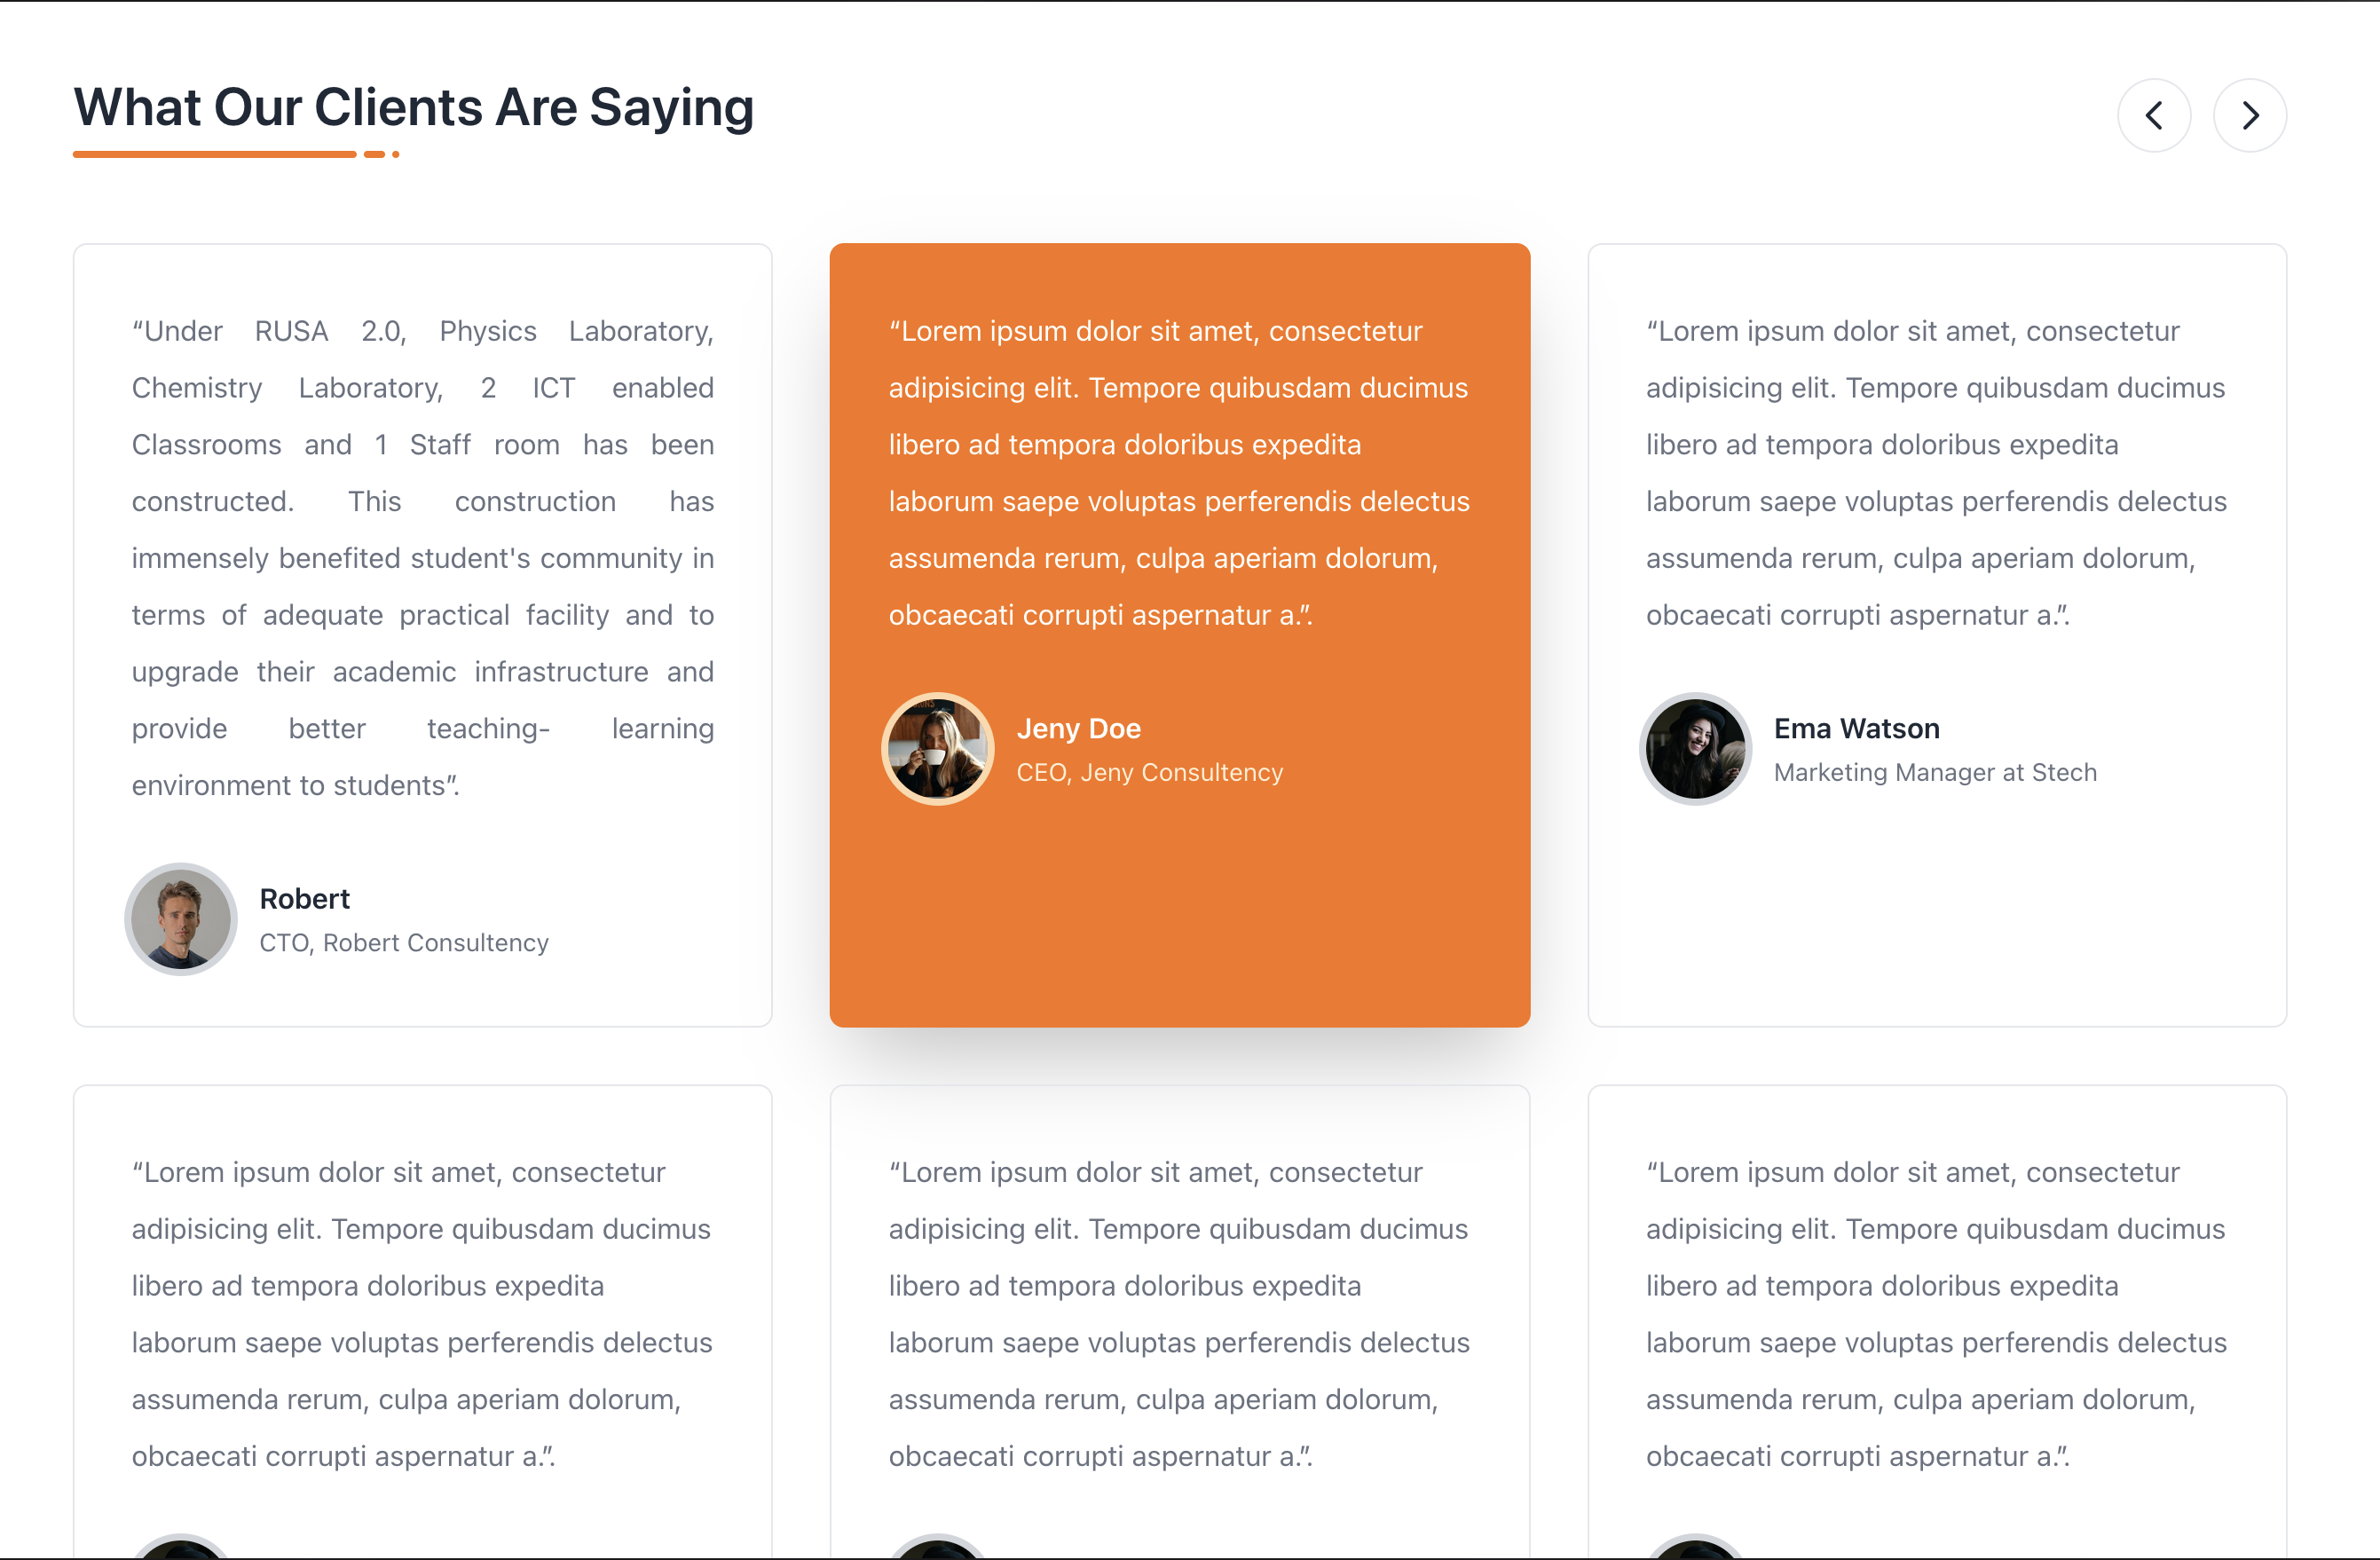 What Our Clients Are Saying
“Under RUSA 2.0, Physics Laboratory,
Chemistry Laboratory, 2 ICT enabled
Classrooms and 1 Staff room has been
constructed. This construction has
immensely benefited student's community in
terms of adequate practical facility and to
upgrade their academic infrastructure and
provide better teaching- learning
environment to students”.
Robert
CTO, Robert Consultency
“Lorem ipsum dolor sit amet, consectetur
adipisicing elit. Tempore quibusdam ducimus
libero ad tempora doloribus expedita
laborum saepe voluptas perferendis delectus
assumenda rerum, culpa aperiam dolorum,
obcaecati corrupti aspernatur a.”.
Jeny Doe
CEO, Jeny Consultency
“Lorem ipsum dolor sit amet, consectetur
adipisicing elit. Tempore quibusdam ducimus
libero ad tempora doloribus expedita
laborum saepe voluptas perferendis delectus
assumenda rerum, culpa aperiam dolorum,
obcaecati corrupti aspernatur a.”.
Ema Watson
Marketing Manager at Stech
“Lorem ipsum dolor sit amet, consectetur
adipisicing elit. Tempore quibusdam ducimus
libero ad tempora doloribus expedita
laborum saepe voluptas perferendis delectus
assumenda rerum, culpa aperiam dolorum,
obcaecati corrupti aspernatur a.”.
“Lorem ipsum dolor sit amet, consectetur
adipisicing elit. Tempore quibusdam ducimus
libero ad tempora doloribus expedita
laborum saepe voluptas perferendis delectus
assumenda rerum, culpa aperiam dolorum,
obcaecati corrupti aspernatur a.”.
“Lorem ipsum dolor sit amet, consectetur
adipisicing elit. Tempore quibusdam ducimus
libero ad tempora doloribus expedita
laborum saepe voluptas perferendis delectus
assumenda rerum, culpa aperiam dolorum,
obcaecati corrupti aspernatur a.”.